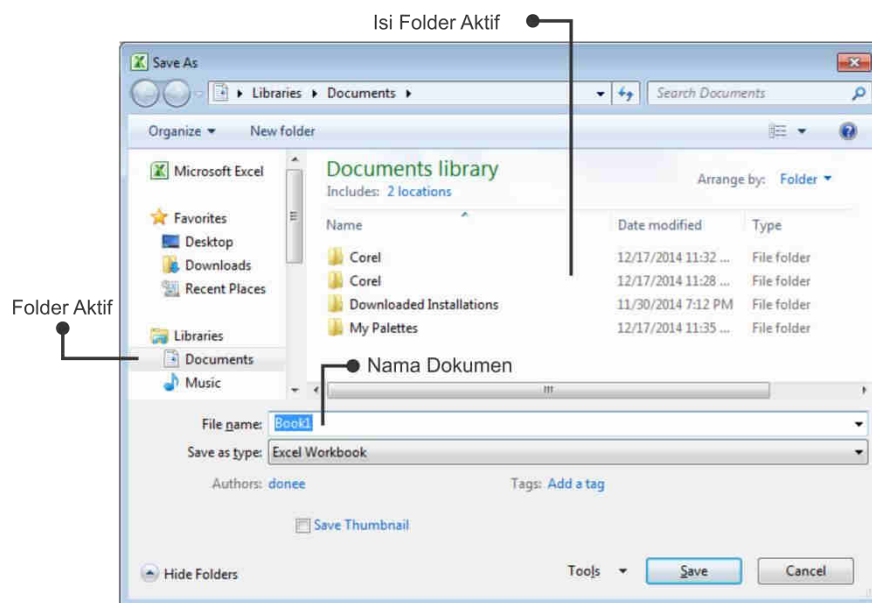 Isi Folder Aktif
Save As
Libraries Documents
Search Documents
Organize New folder
Microsoft Excel
Favorites
Desktop
Downloads
Recent Places
Libraries
Documents
Music
Documents library
Includes: 2 locations
Arrange by: Folder
Name Date modified Type
Corel 12/17/2014 11:32 ... File folder
Corel 12/17/2014 11:28 ... File folder
Downloaded Installations 11/30/2014 7:12 PM File folder
My Palettes 12/17/2014 11:35 ... File folder
Folder Aktif
Nama Dokumen
File name: Book1
Save as type: Excel Workbook
Authors: donee Tags: Add a tag
Save Thumbnail
Hide Folders Tools Save Cancel